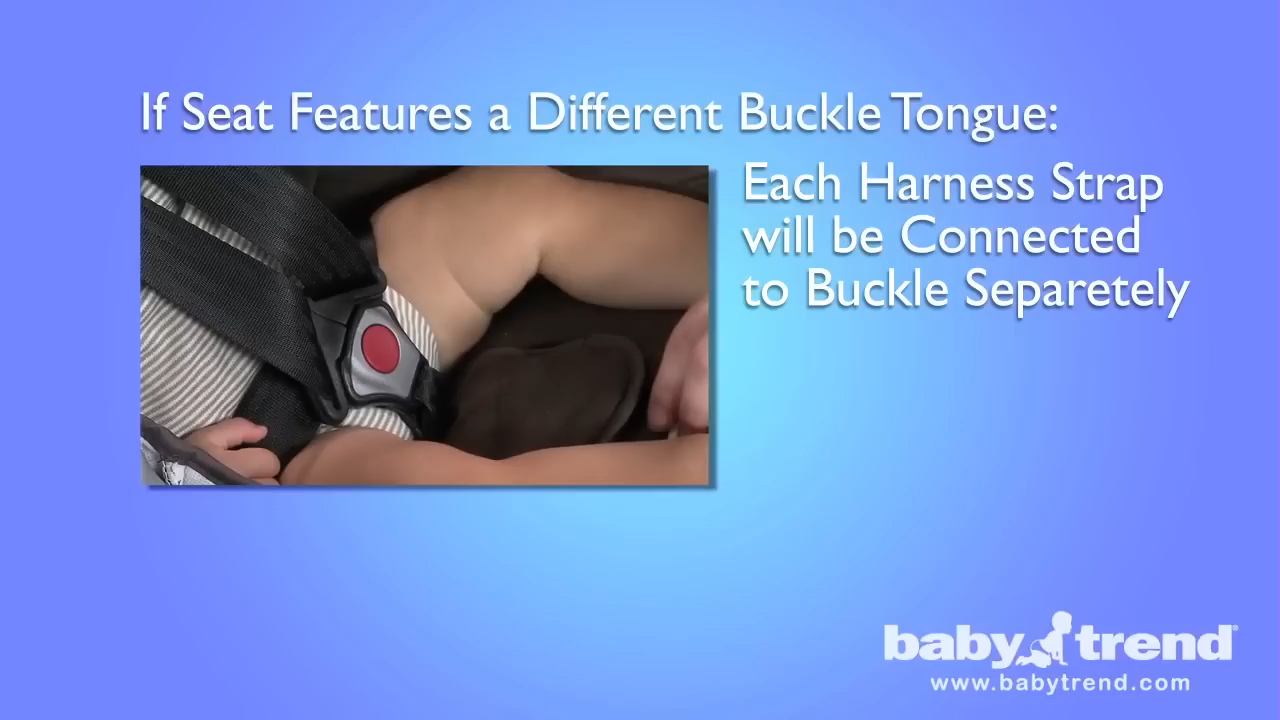 If Seat Features a Different Buckle Tongue:
Each Harness Strap
will be Connected
to Buckle Separetely
baby trend®
www.babytrend.com